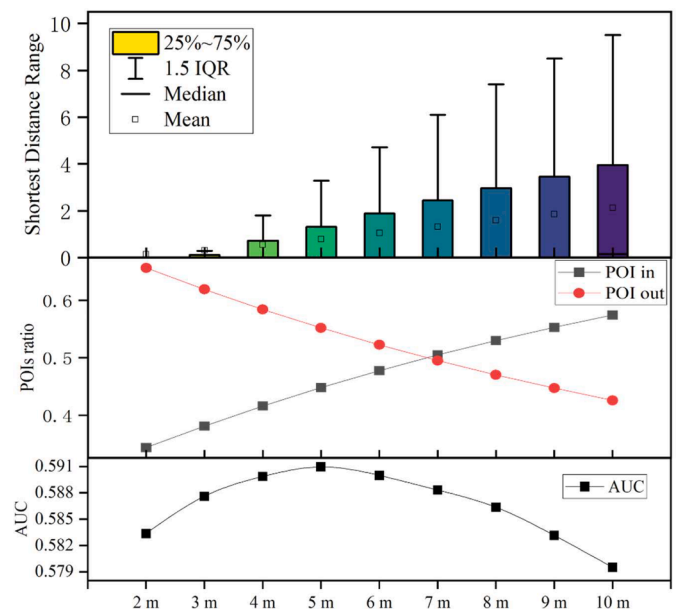 Shortest Distance Range
10
8
6
4
2
0
25%~75%
1.5 IQR
Median
Mean
POIs ratio
0.6
0.5
0.4
POI in
POI out
AUC
0.591
0.588
0.585
0.582
0.579
AUC
2 m 3 m 4 m 5 m 6 m 7 m 8 m 9 m 10 m